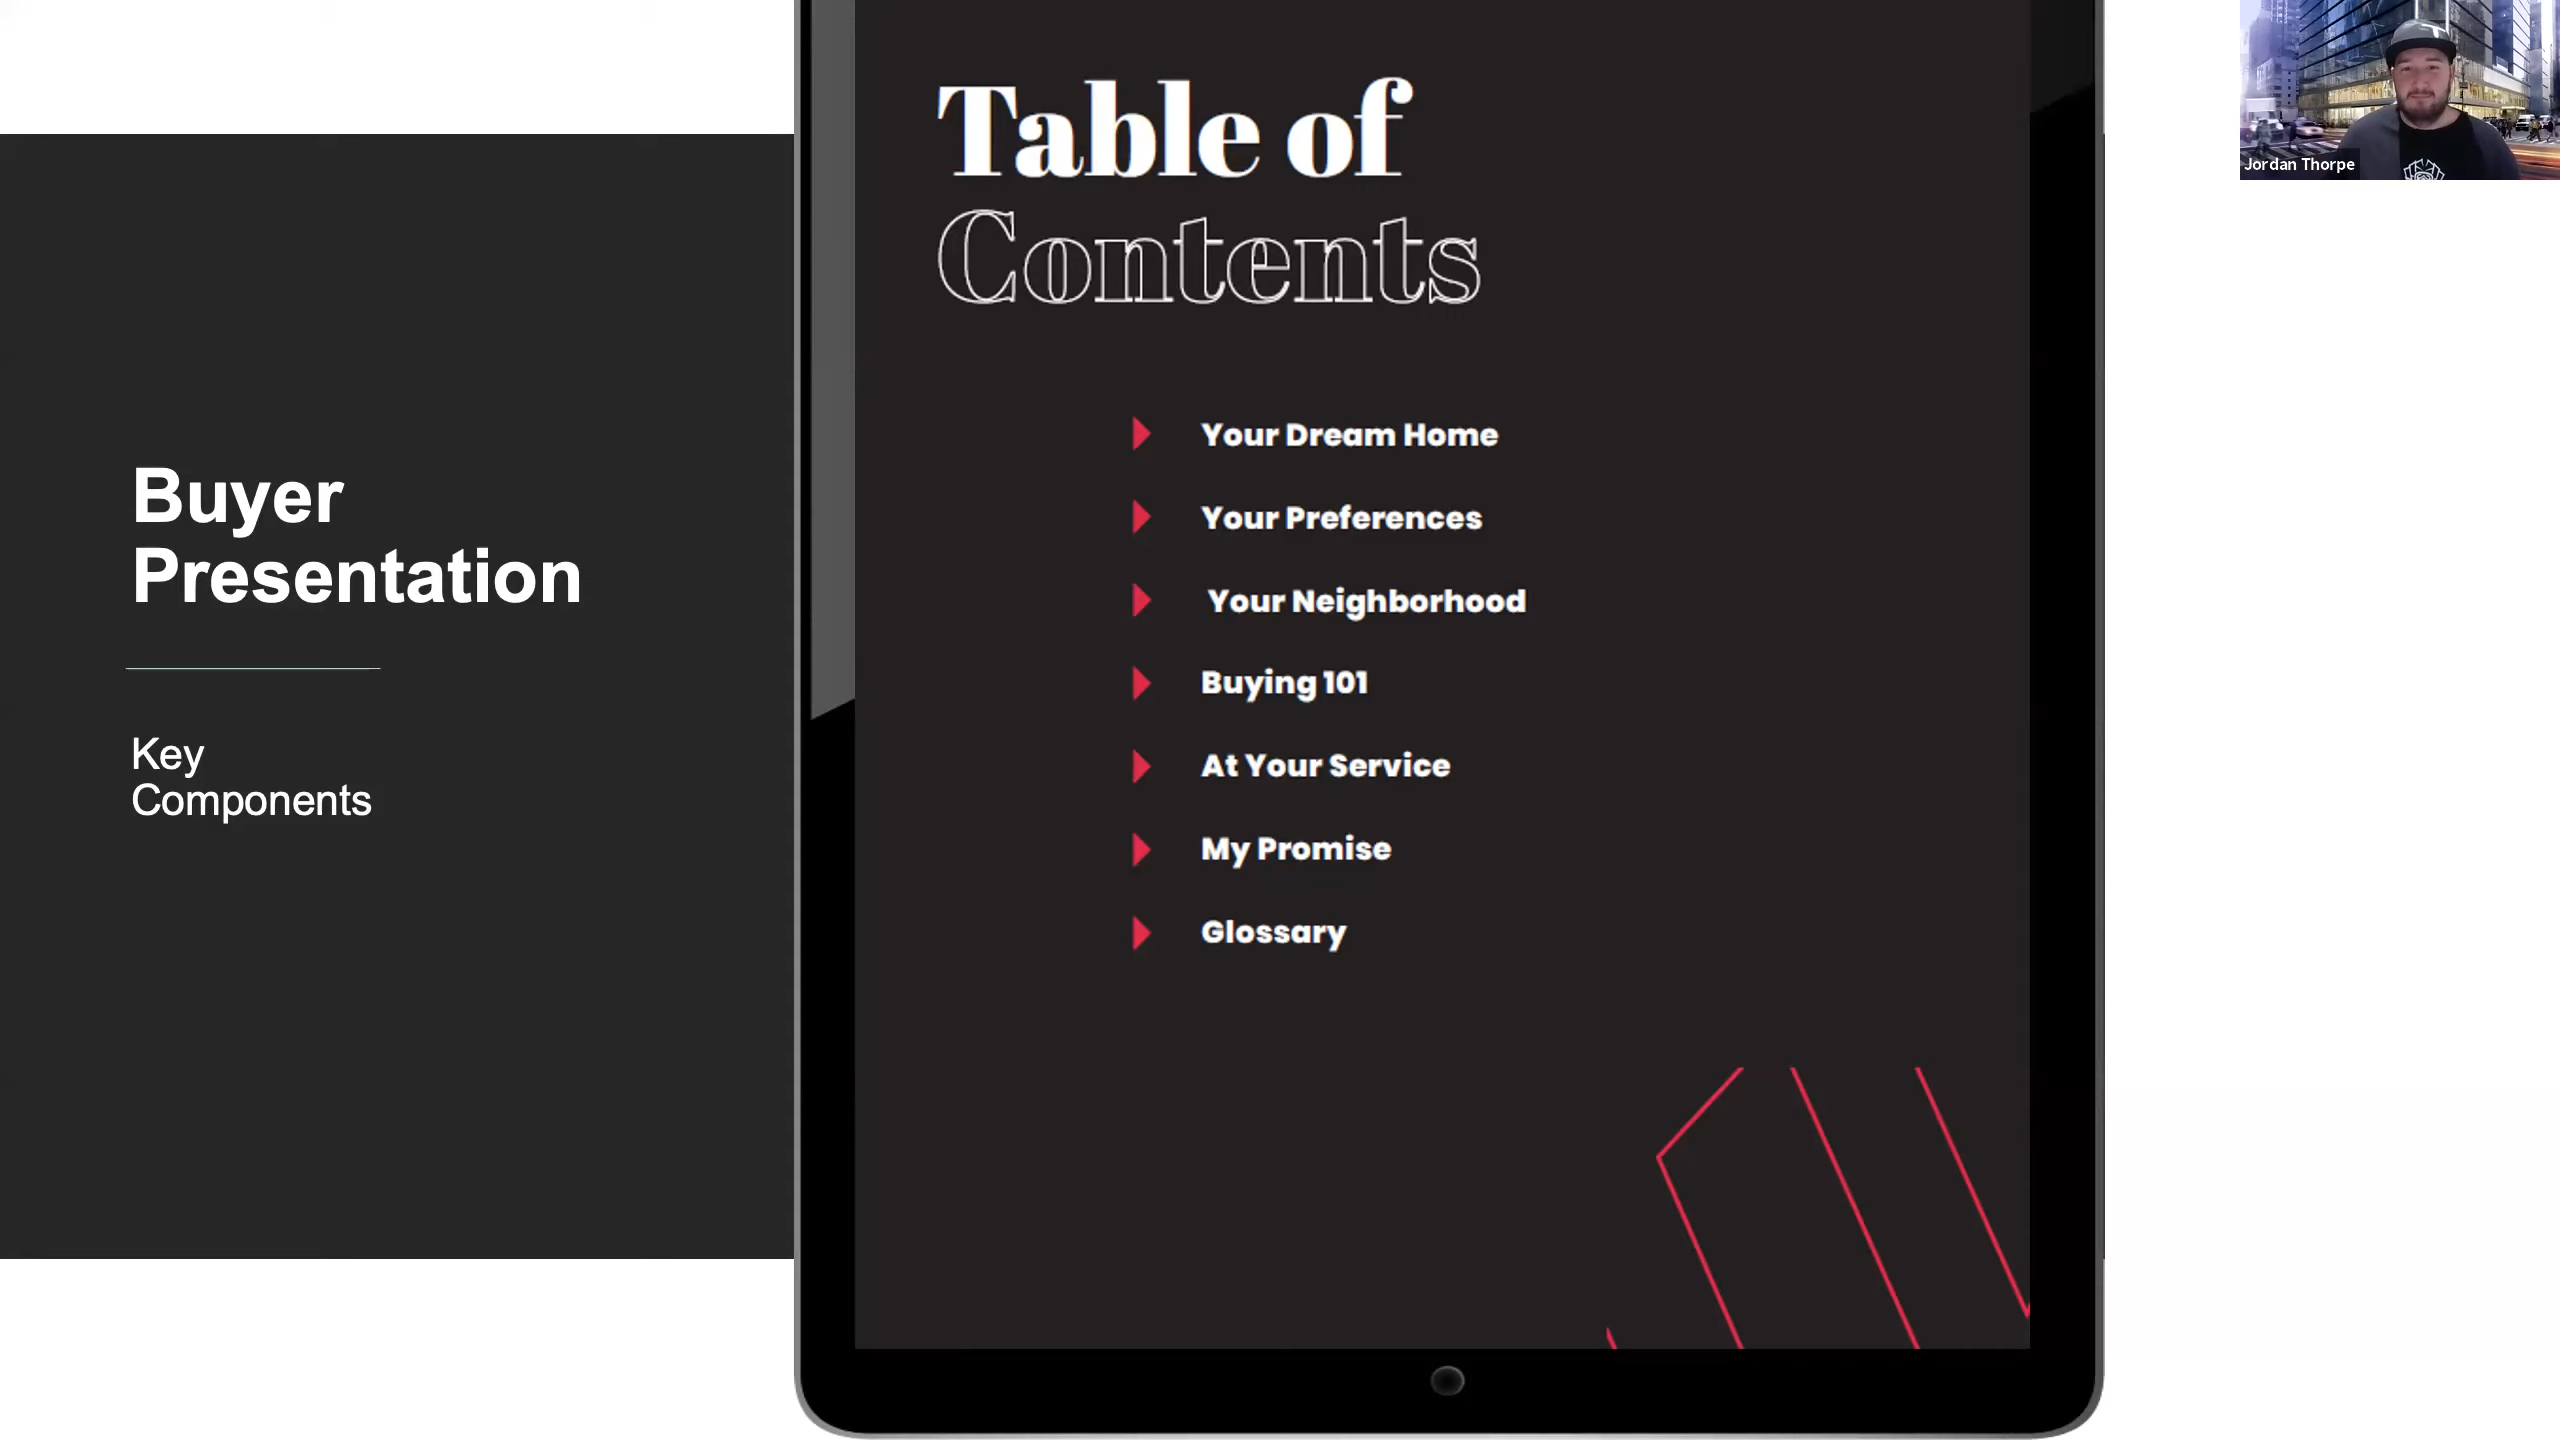 Buyer
Presentation
Key
Components
Table of
Contents
Your Dream Home
Your Preferences
Your Neighborhood
Buying 101
At Your Service
My Promise
Glossary
Jordan Thorpe